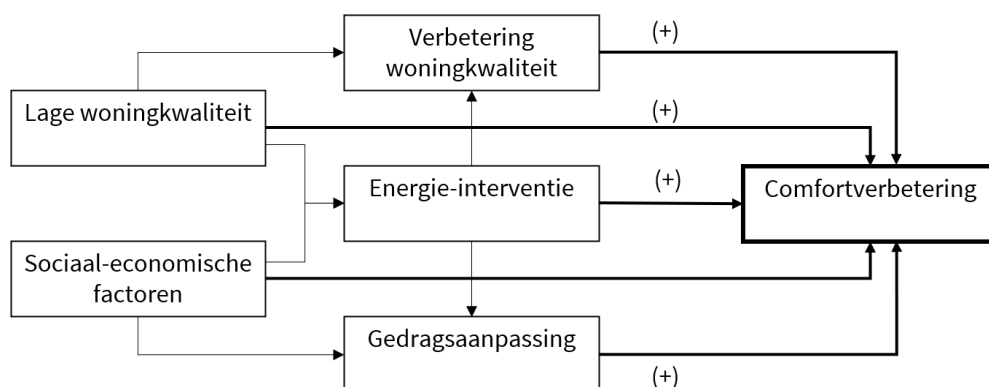 Verbetering
woningkwaliteit
(+)
Lage woningkwaliteit
(+)
Energie-interventie
(+)
Comfortverbetering
Sociaal-economische
factoren
Gedragsaanpassing
(+)